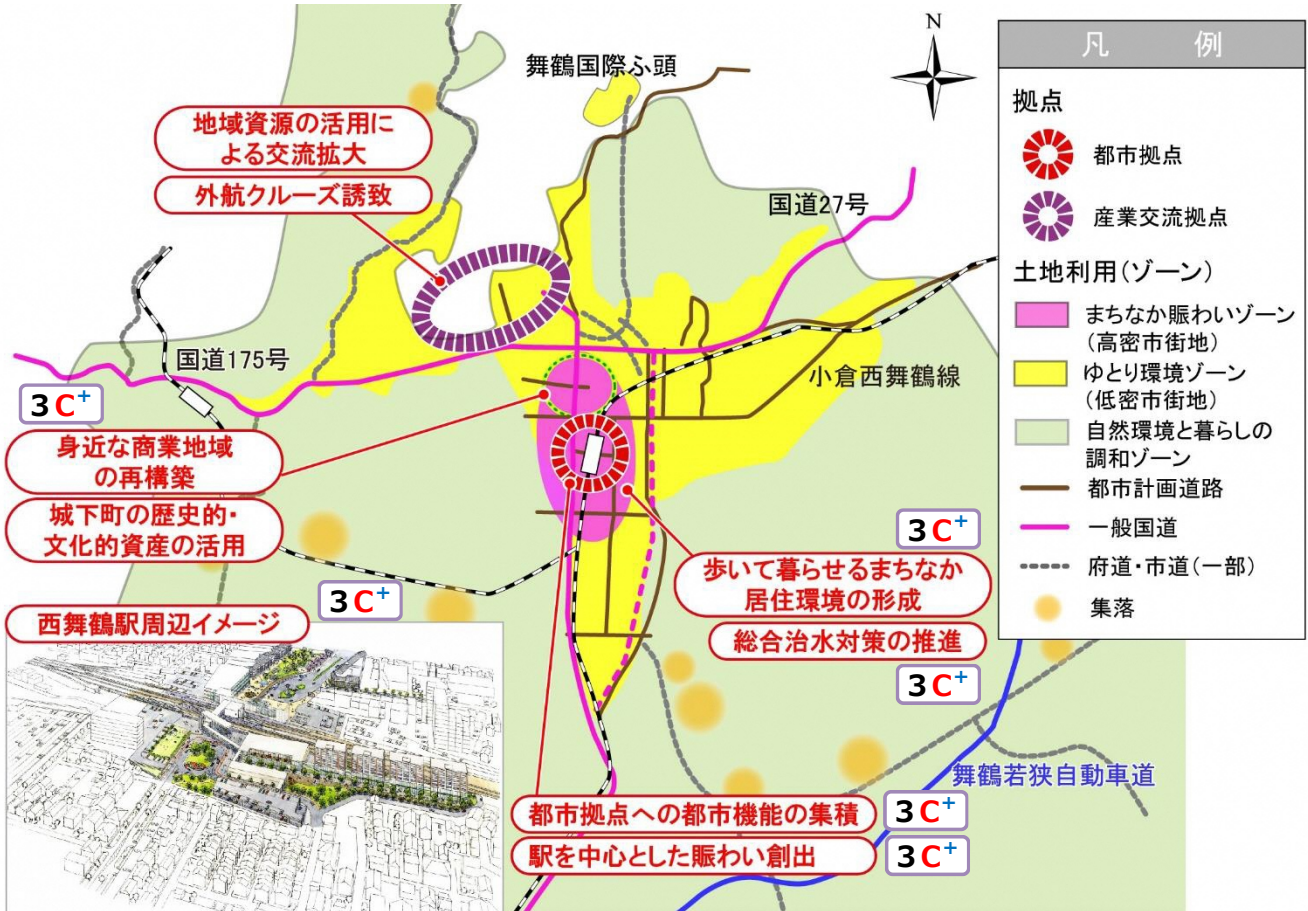 舞鶴国際ふ頭
N
地域資源の活用に
よる交流拡大
外航クルーズ誘致
国道27号
国道175号
小倉西舞鶴線
3C⁺
身近な商業地域
の再構築
城下町の歴史的・
文化的資産の活用
3C⁺
3C⁺
歩いて暮らせるまちなか
居住環境の形成
総合治水対策の推進
3C⁺
西舞鶴駅周辺イメージ
舞鶴若狭自動車道
都市拠点への都市機能の集積
3C⁺
駅を中心とした賑わい創出
3C⁺
凡 例
拠点
都市拠点
産業交流拠点
土地利用(ゾーン)
まちなか賑わいゾーン
(高密市街地)
ゆとり環境ゾーン
(低密市街地)
自然環境と暮らしの
調和ゾーン
都市計画道路
一般国道
府道・市道(一部)
集落